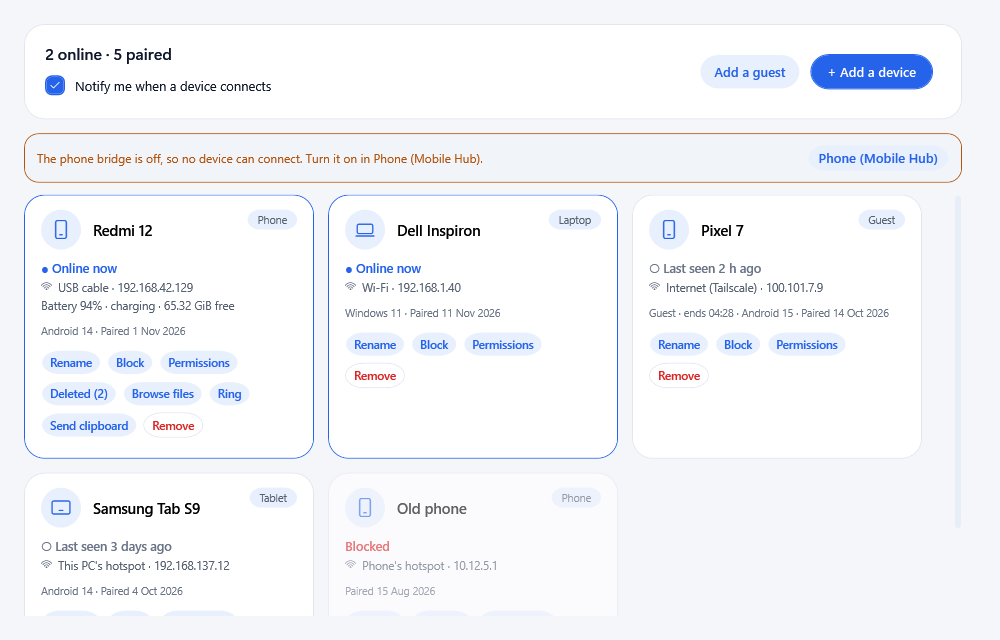 2 online · 5 paired
Notify me when a device connects
Add a guest
+ Add a device
The phone bridge is off, so no device can connect. Turn it on in Phone (Mobile Hub).
Phone (Mobile Hub)
Redmi 12
Phone
Online now
USB cable · 192.168.42.129
Battery 94% · charging · 65.32 GiB free
Android 14 · Paired 1 Nov 2026
Rename Block Permissions
Deleted (2) Browse files Ring
Send clipboard Remove
Dell Inspiron
Laptop
Online now
Wi-Fi · 192.168.1.40
Windows 11 · Paired 11 Nov 2026
Rename Block Permissions
Remove
Pixel 7
Guest
Last seen 2 h ago
Internet (Tailscale) · 100.101.7.9
Guest · ends 04:28 · Android 15 · Paired 14 Oct 2026
Rename Block Permissions
Remove
Samsung Tab S9
Tablet
Last seen 3 days ago
This PC's hotspot · 192.168.137.12
Android 14 · Paired 4 Oct 2026
Old phone
Phone
Blocked
Phone's hotspot · 10.12.5.1
Paired 15 Aug 2026